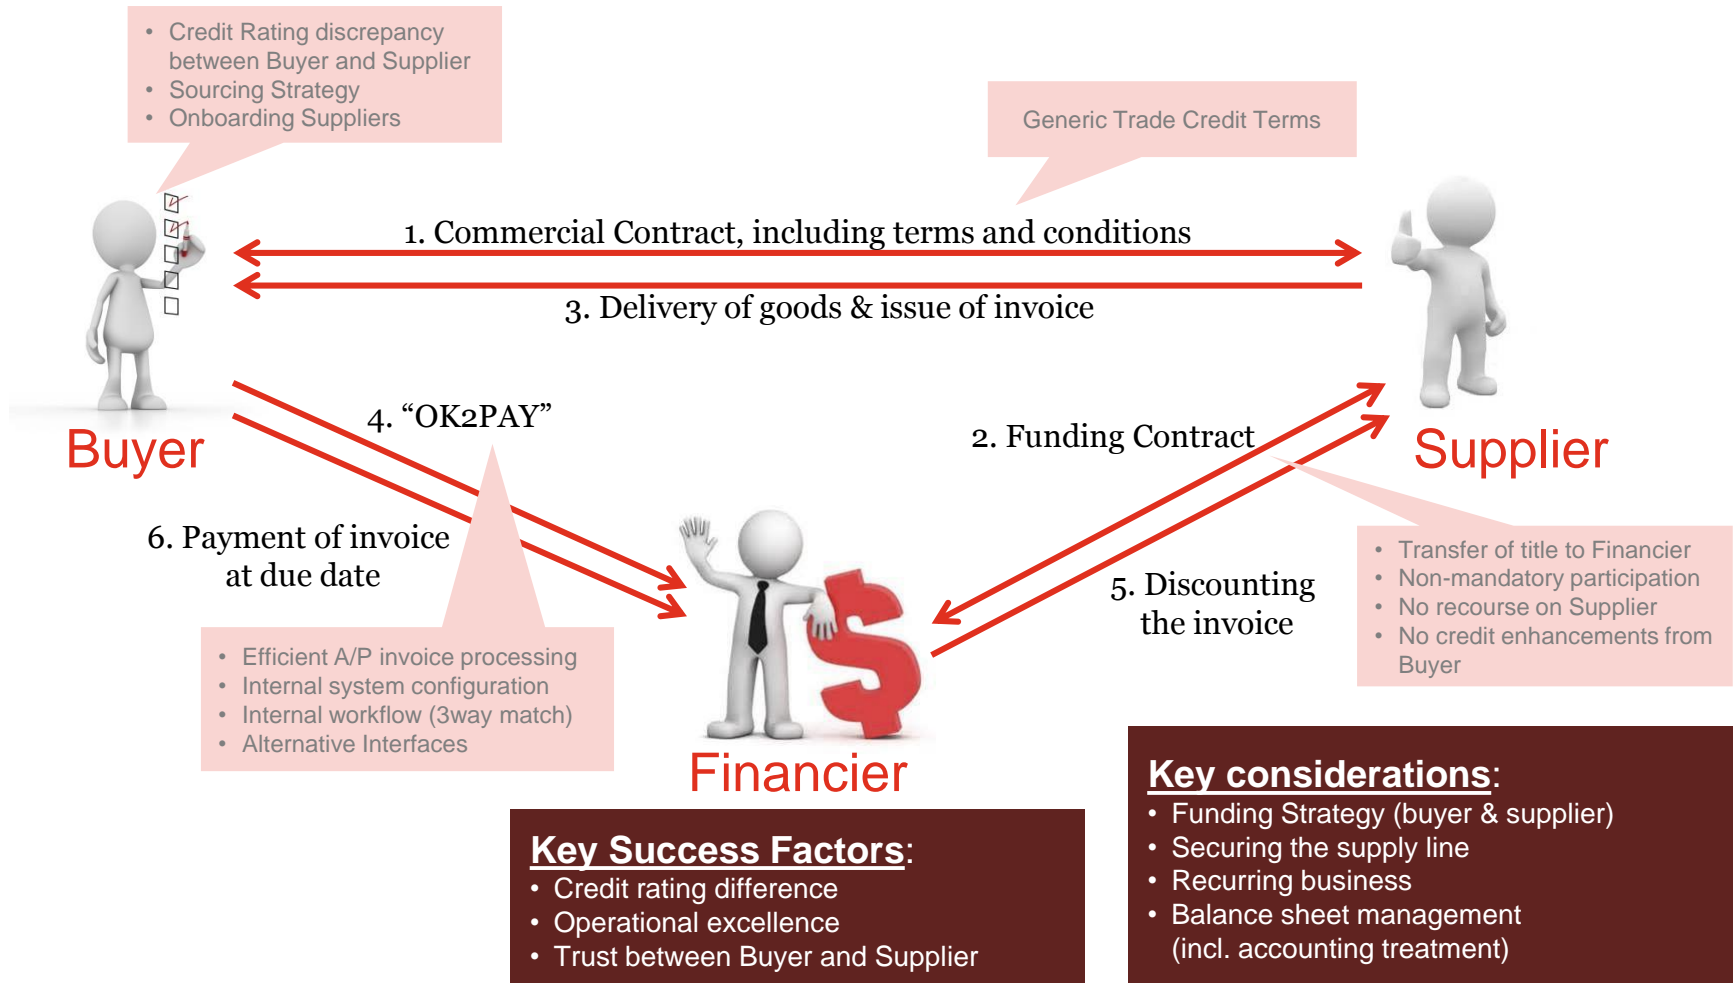 • Credit Rating discrepancy
between Buyer and Supplier
• Sourcing Strategy
• Onboarding Suppliers
Generic Trade Credit Terms
1. Commercial Contract, including terms and conditions
3. Delivery of goods & issue of invoice
4. “OK2PAY”
2. Funding Contract
Buyer
Supplier
6. Payment of invoice
at due date
5. Discounting
the invoice
• Transfer of title to Financier
• Non-mandatory participation
• No recourse on Supplier
• No credit enhancements from
Buyer
• Efficient A/P invoice processing
• Internal system configuration
• Internal workflow (3way match)
• Alternative Interfaces
$
Financier
Key Success Factors:
• Credit rating difference
• Operational excellence
• Trust between Buyer and Supplier
Key considerations:
• Funding Strategy (buyer & supplier)
• Securing the supply line
• Recurring business
• Balance sheet management
(incl. accounting treatment)